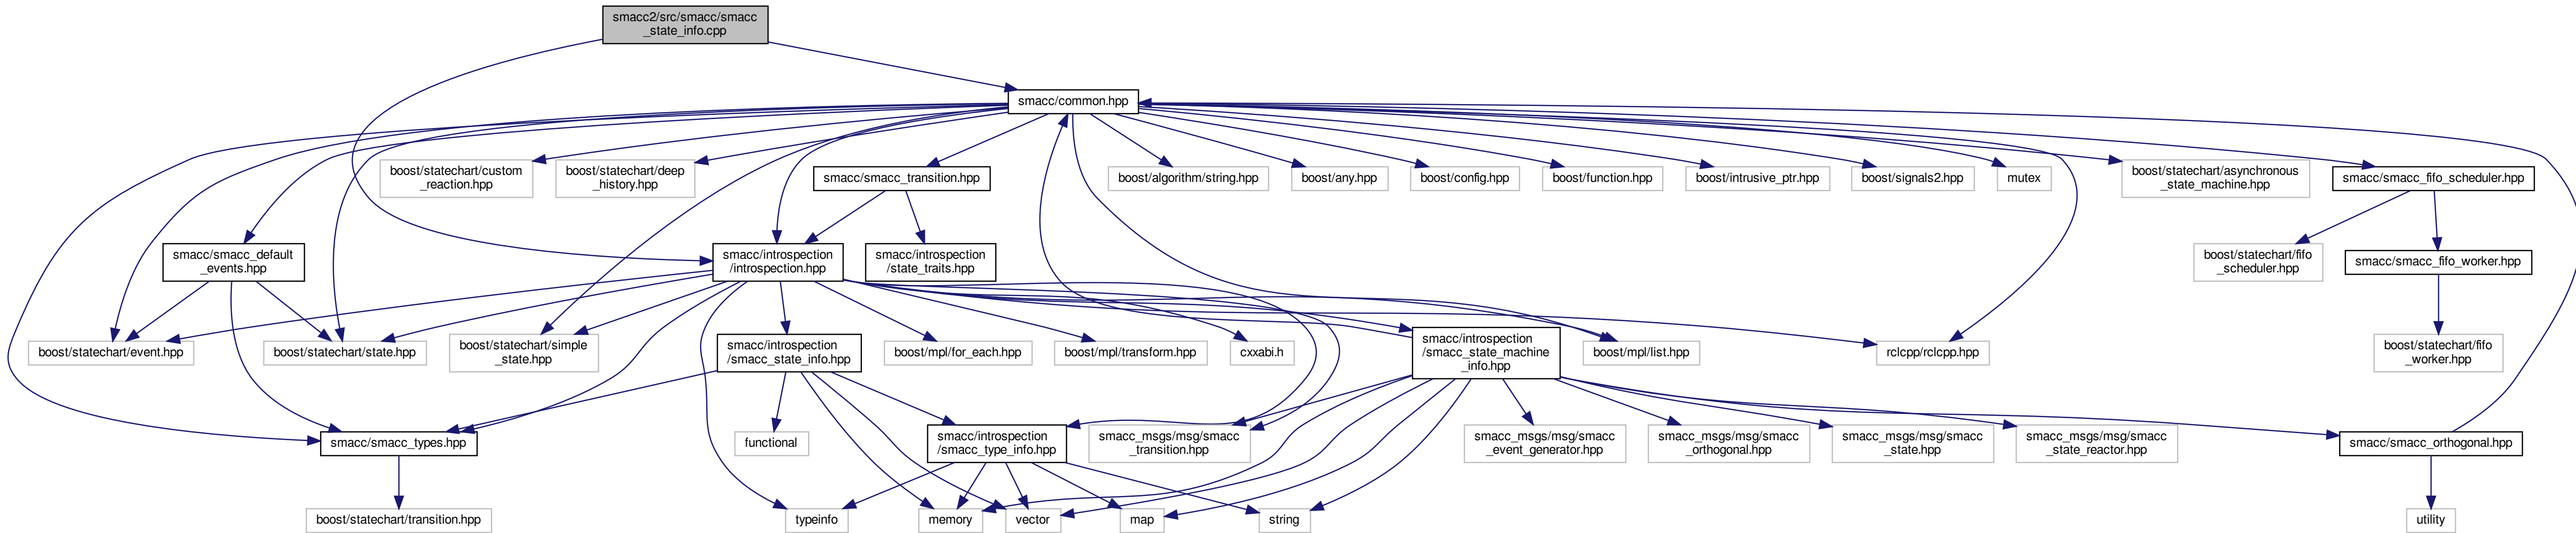 smacc2/src/smacc/smacc
_state_info.cpp
smacc/common.hpp
boost/statechart/custom
_reaction.hpp
boost/statechart/deep
_history.hpp
smacc/smacc_transition.hpp
boost/algorithm/string.hpp
boost/any.hpp
boost/config.hpp
boost/function.hpp
boost/intrusive_ptr.hpp
boost/signals2.hpp
mutex
boost/statechart/asynchronous
_state_machine.hpp
smacc/smacc_fifo_scheduler.hpp
smacc/smacc_default
_events.hpp
smacc/introspection
/introspection.hpp
smacc/introspection
/state_traits.hpp
boost/statechart/fifo
_scheduler.hpp
smacc/smacc_fifo_worker.hpp
boost/statechart/event.hpp
boost/statechart/state.hpp
boost/statechart/simple
_state.hpp
smacc/introspection
/smacc_state_info.hpp
boost/mpl/for_each.hpp
boost/mpl/transform.hpp
cxxabi.h
smacc/introspection
/smacc_state_machine
_info.hpp
boost/mpl/list.hpp
rclcpp/rclcpp.hpp
boost/statechart/fifo
_worker.hpp
smacc/smacc_types.hpp
functional
smacc/introspection
/smacc_type_info.hpp
smacc_msgs/msg/smacc
_transition.hpp
smacc_msgs/msg/smacc
_event_generator.hpp
smacc_msgs/msg/smacc
_orthogonal.hpp
smacc_msgs/msg/smacc
_state.hpp
smacc_msgs/msg/smacc
_state_reactor.hpp
smacc/smacc_orthogonal.hpp
boost/statechart/transition.hpp
typeinfo
memory
vector
map
string
utility